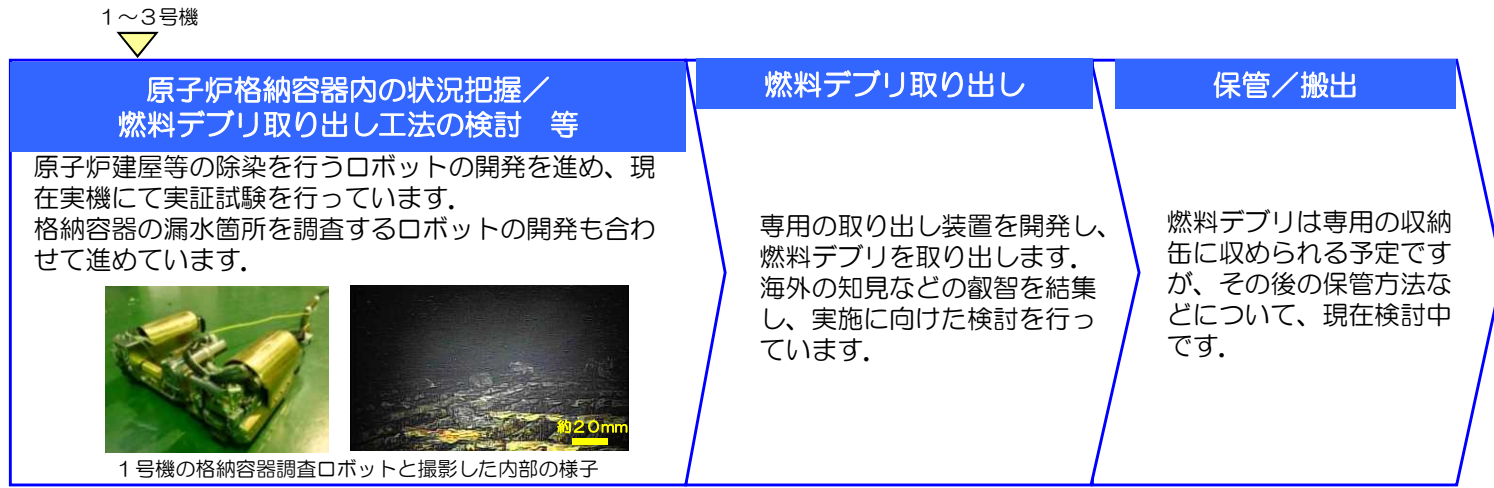 1～3号機
原子炉格納容器内の状況把握／
燃料デブリ取り出し工法の検討　等
原子炉建屋等の除染を行うロボットの開発を進め、現
在実機にて実証試験を行っています．
格納容器の漏水箇所を調査するロボットの開発も合わ
せて進めています．
約20mm
1号機の格納容器調査ロボットと撮影した内部の様子
燃料デブリ取り出し
専用の取り出し装置を開発し、
燃料デブリを取り出します．
海外の知見などの叡智を結集
し、実施に向けた検討を行っ
ています．
保管／搬出
燃料デブリは専用の収納
缶に収められる予定です
が、その後の保管方法な
どについて、現在検討中
です．